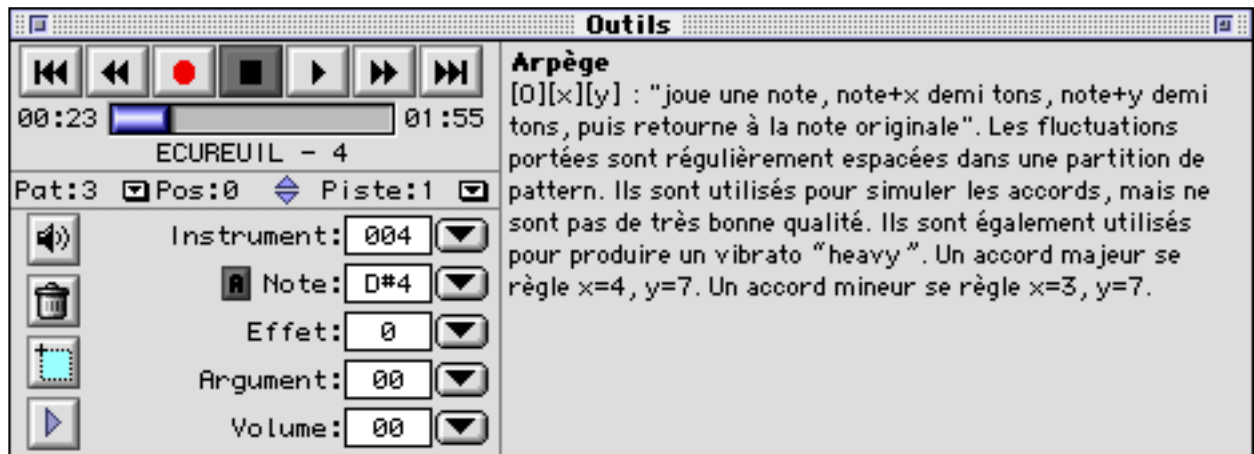 Outils
00:23 01:55
ECUREUIL - 4
Pat:3 Pos:0 Piste:1
Instrument: 004
A Note: D#4
Effet: 0
Argument: 00
Volume: 00
Arpège
[0][x][y] : "joue une note, note+x demi tons, note+y demi
tons, puis retourne à la note originale". Les fluctuations
portées sont régulièrement espacées dans une partition de
pattern. Ils sont utilisés pour simuler les accords, mais ne
sont pas de très bonne qualité. Ils sont également utilisés
pour produire un vibrato “heavy”. Un accord majeur se
règle x=4, y=7. Un accord mineur se règle x=3, y=7.